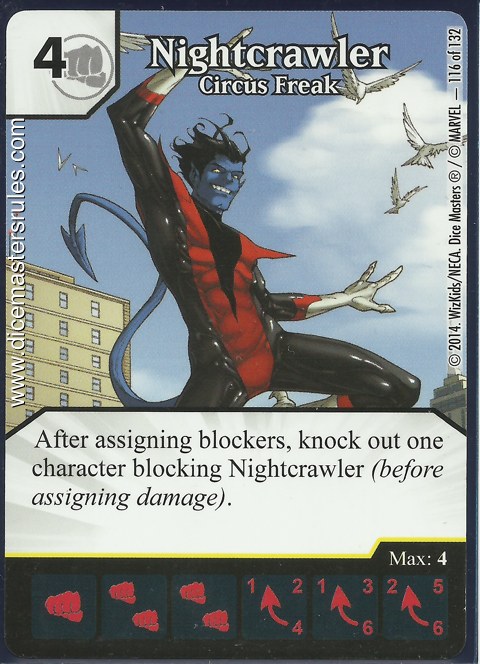 4
Nightcrawler
Circus Freak
www.dicemastersrules.com
© 2014. WizKids/NECA. Dice Masters ® / © MARVEL — 116 of 132
After assigning blockers, knock out one
character blocking Nightcrawler (before
assigning damage).
Max: 4
1 2 4
1 3 6
2 5 6